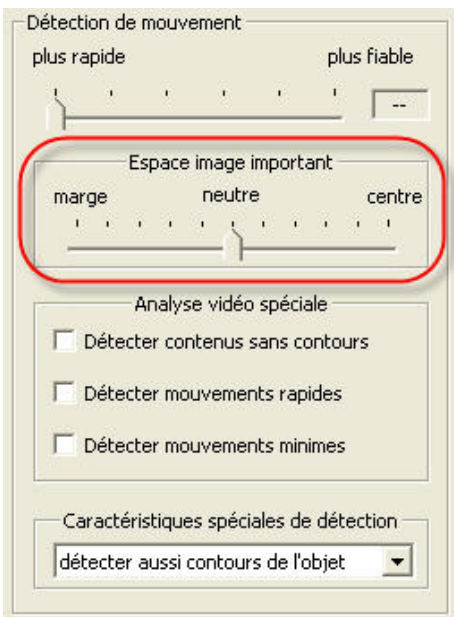 Détection de mouvement
plus rapide plus fiable
--
Espace image important
marge neutre centre
Analyse vidéo spéciale
Détecter contenus sans contours
Détecter mouvements rapides
Détecter mouvements minimes
Caractéristiques spéciales de détection
détecter aussi contours de l'objet